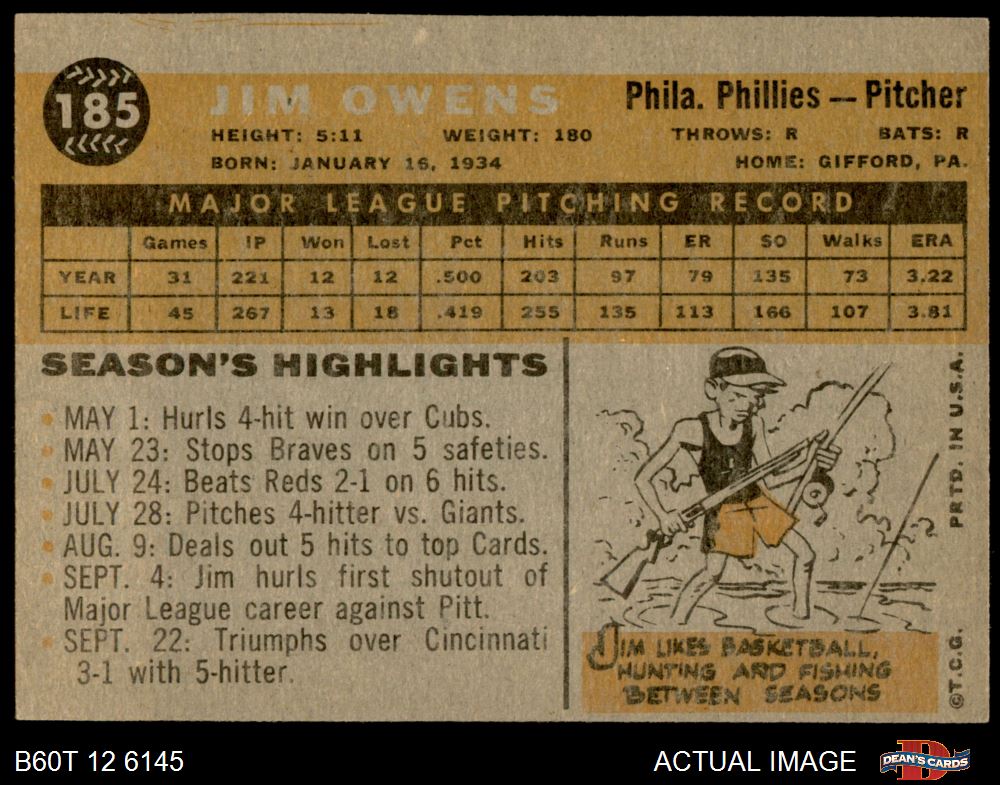 185
JIM OWENS Phila. Phillies — Pitcher
HEIGHT: 5:11 WEIGHT: 180 THROWS: R BATS: R
BORN: JANUARY 16, 1934 HOME: GIFFORD, PA.
MAJOR LEAGUE PITCHING RECORD
Games IP Won Lost Pct Hits Runs ER SO Walks ERA
YEAR 31 221 12 12 .500 203 97 79 135 73 3.22
LIFE 45 267 13 18 .419 255 135 113 166 107 3.81
SEASON'S HIGHLIGHTS
• MAY 1: Hurls 4-hit win over Cubs.
• MAY 23: Stops Braves on 5 safeties.
• JULY 24: Beats Reds 2-1 on 6 hits.
• JULY 28: Pitches 4-hitter vs. Giants.
• AUG. 9: Deals out 5 hits to top Cards.
• SEPT. 4: Jim hurls first shutout of
Major League career against Pitt.
• SEPT. 22: Triumphs over Cincinnati
3-1 with 5-hitter.
JIM LIKES BASKETBALL,
HUNTING AND FISHING
BETWEEN SEASONS
©T.C.G. PRTD. IN U.S.A.
B60T 12 6145 ACTUAL IMAGE DEAN'S CARDS